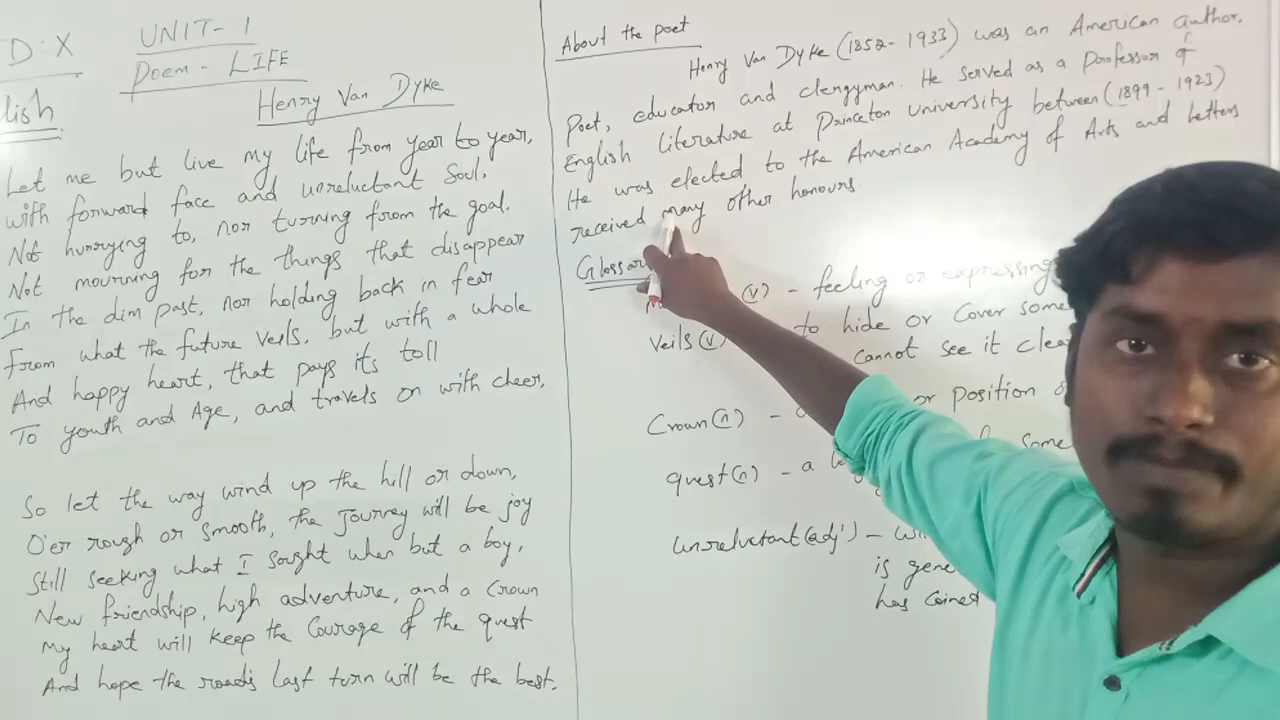 D: X
UNIT- 1
Poem - LIFE
Henry Van Dyke
lish
Let me but live my life from year to year,
with forward face and unreluctant Soul,
Not hurrying to, nor turning from the goal.
Not mourning for the things that disappear
In the dim past, nor holding back in fear
From what the future Veils. but with a whole
And happy heart, that pays its toll
To youth and Age, and travels on with cheer,
So let the way wind up the hill or down,
O'er rough or smooth, the journey will be joy
Still seeking what I sought when but a boy,
New friendship, high adventure, and a crown
My heart will keep the Courage of the quest
And hope the road's last turn will be the best.
About the poet
Henry Van Dyke (1852 - 1933) was an American author,
Poet, educator and clergyman. He served as a professor of
English literature at Princeton University between (1899 - 1923)
He was elected to the American Academy of Arts and Letters
received many other honours
Glossar
(v) - feeling or expressing
Veils (v) to hide or Cover some
cannot see it clea
Crown (n) - or position o
some
quest (n) - a lo
unreluctant (adj) - wi
is gene
has coined